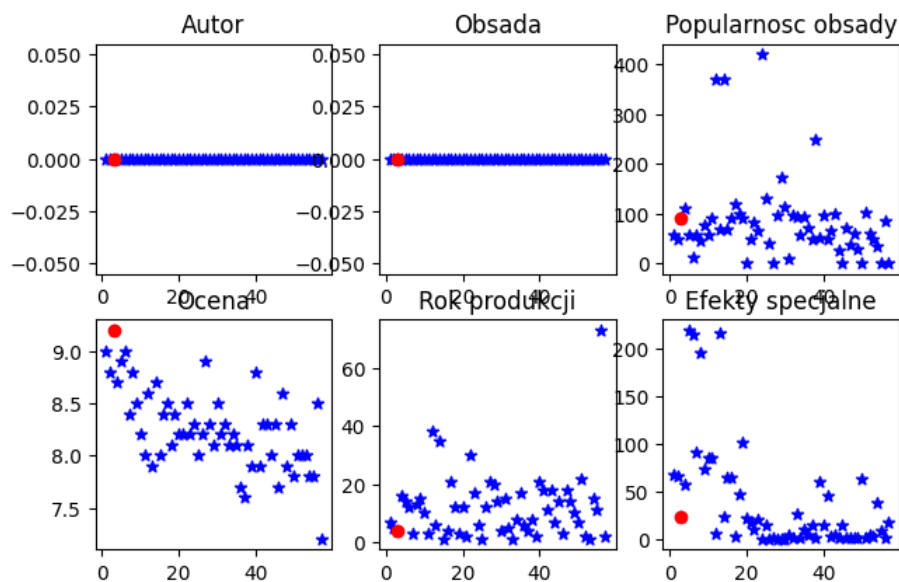 Autor
Obsada
Popularnosc obsady
0.050
0.025
0.000
−0.025
−0.050
0 20 40
0.050
0.025
0.000
−0.025
−0.050
0 20 40
400
300
200
100
0
0 20 40
Ocena
Rok produkcji
Efekty specjalne
9.0
8.5
8.0
7.5
0 20 40
60
40
20
0
0 20 40
200
150
100
50
0
0 20 40